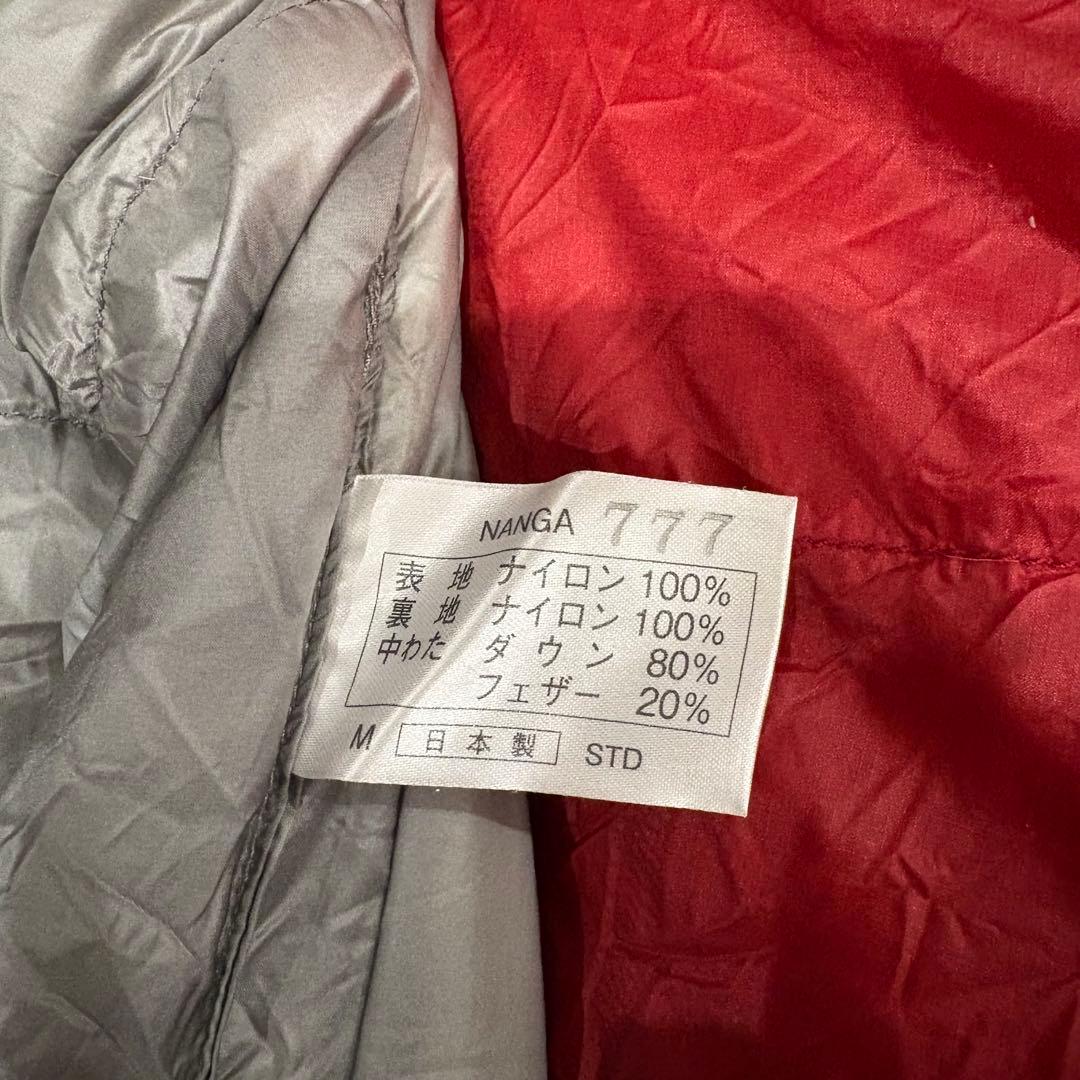 NANGA 777
表地 ナイロン 100%
裏地 ナイロン 100%
中わた ダウン 80%
フェザー 20%
M 日本製 STD